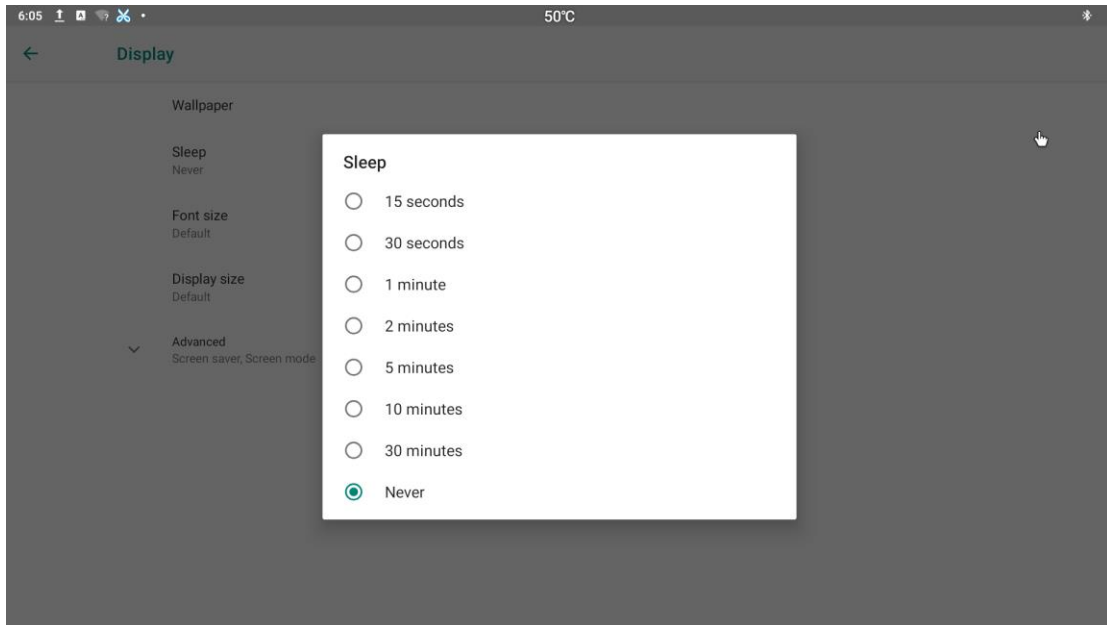 6:05
50°C
Display
Wallpaper
Sleep
Never
Font size
Default
Display size
Default
Advanced
Screen saver, Screen mode
Sleep
15 seconds
30 seconds
1 minute
2 minutes
5 minutes
10 minutes
30 minutes
Never